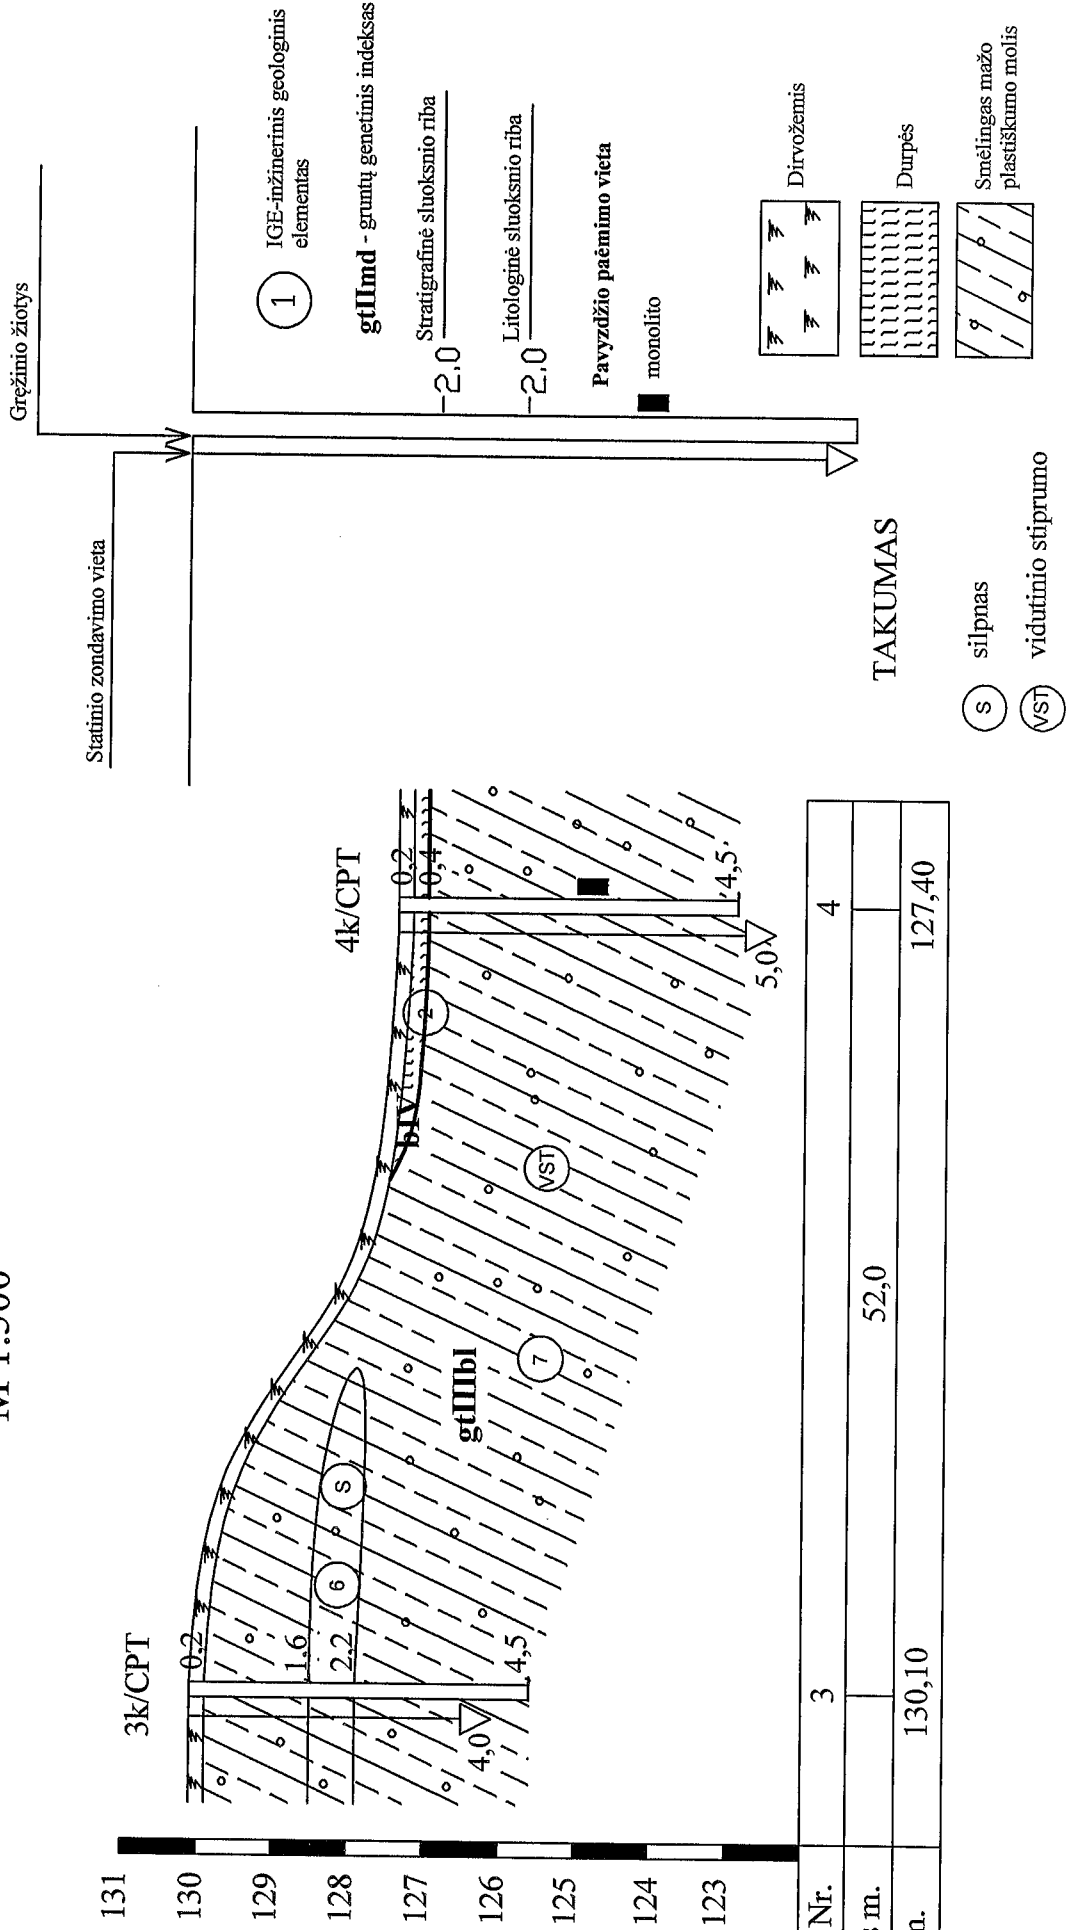 M 1:500
131
130
129
128
127
126
125
124
123
3k/CPT
0,2
1,6
2,2
4,5
4,0
6
S
gtIIIbl
7
VST
bIV
2
4k/CPT
0,2
0,4
4,5
5,0
Nr.
3
4
s m.
52,0
m.
130,10
127,40
Statinio zondavimo vieta
Gręžinio žiotys
1
IGE-inžinerinis geologinis
elementas
gtIImd - gruntų genetinis indeksas
Stratigrafinė sluoksnio riba
-2,0
Litologinė sluoksnio riba
-2,0
Pavyzdžio paėmimo vieta
monolito
TAKUMAS
S silpnas
VST vidutinio stiprumo
Dirvožemis
Durpės
Smėlingas mažo
plastiškumo molis